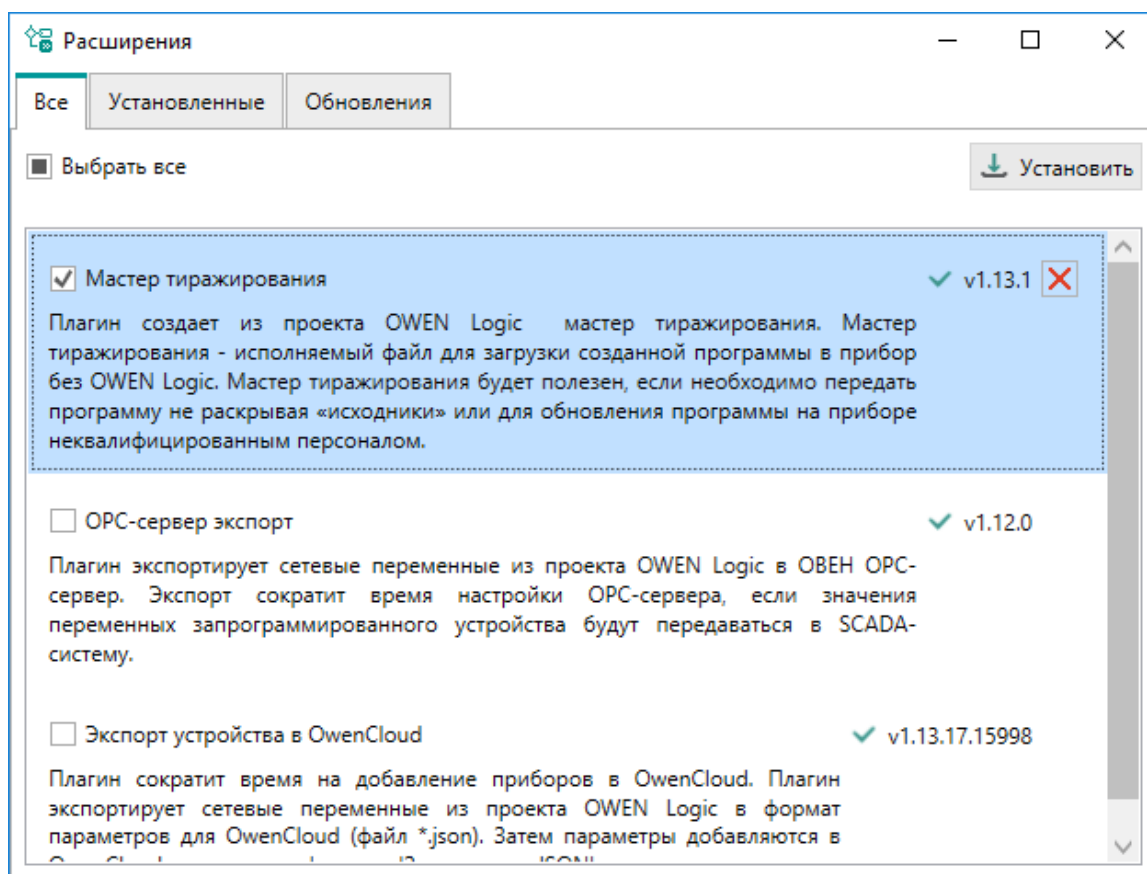 Расширения
Все
Установленные
Обновления
Выбрать все
Установить
Мастер тиражирования
v1.13.1
Плагин создает из проекта OWEN Logic мастер тиражирования. Мастер
тиражирования - исполняемый файл для загрузки созданной программы в прибор
без OWEN Logic. Мастер тиражирования будет полезен, если необходимо передать
программу не раскрывая «исходники» или для обновления программы на приборе
неквалифицированным персоналом.
OPC-сервер экспорт
v1.12.0
Плагин экспортирует сетевые переменные из проекта OWEN Logic в ОВЕН OPC-
сервер. Экспорт сократит время настройки OPC-сервера, если значения
переменных запрограммированного устройства будут передаваться в SCADA-
систему.
Экспорт устройства в OwenCloud
v1.13.17.15998
Плагин сократит время на добавление приборов в OwenCloud. Плагин
экспортирует сетевые переменные из проекта OWEN Logic в формат
параметров для OwenCloud (файл *.json). Затем параметры добавляются в